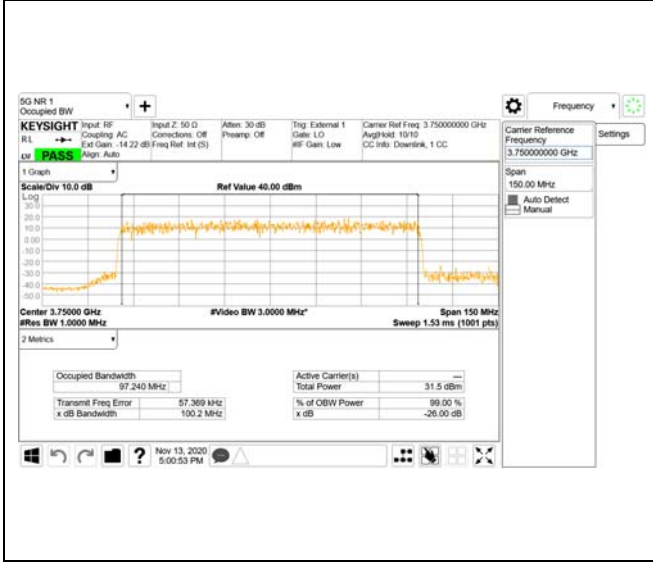 5G NR 1
Occupied BW
+
Frequency
KEYSIGHT
R L
PASS
Input: RF
Coupling: AC
Ext Gain: -14.22 dB
Align: Auto
Input Z: 50 Ω
Corrections: Off
Freq Ref: Int (S)
Atten: 30 dB
Preamp: Off
Trig: External 1
Gate: LO
#IF Gain: Low
Carrier Ref Freq: 3.750000000 GHz
Avg|Hold: 10/10
CC Info: Downlink, 1 CC
Carrier Reference
Frequency
3.750000000 GHz
Settings
Span
150.00 MHz
Auto Detect
Manual
1 Graph
Scale/Div 10.0 dB
Ref Value 40.00 dBm
Log
30.0
20.0
10.0
0.00
-10.0
-20.0
-30.0
-40.0
-50.0
Center 3.75000 GHz
#Video BW 3.0000 MHz*
Span 150 MHz
#Res BW 1.0000 MHz
Sweep 1.53 ms (1001 pts)
2 Metrics
Occupied Bandwidth
97.240 MHz
Active Carrier(s)
---
Total Power
31.5 dBm
Transmit Freq Error
57.369 kHz
% of OBW Power
99.00 %
x dB Bandwidth
100.2 MHz
x dB
-26.00 dB
?
Nov 13, 2020
5:00:53 PM